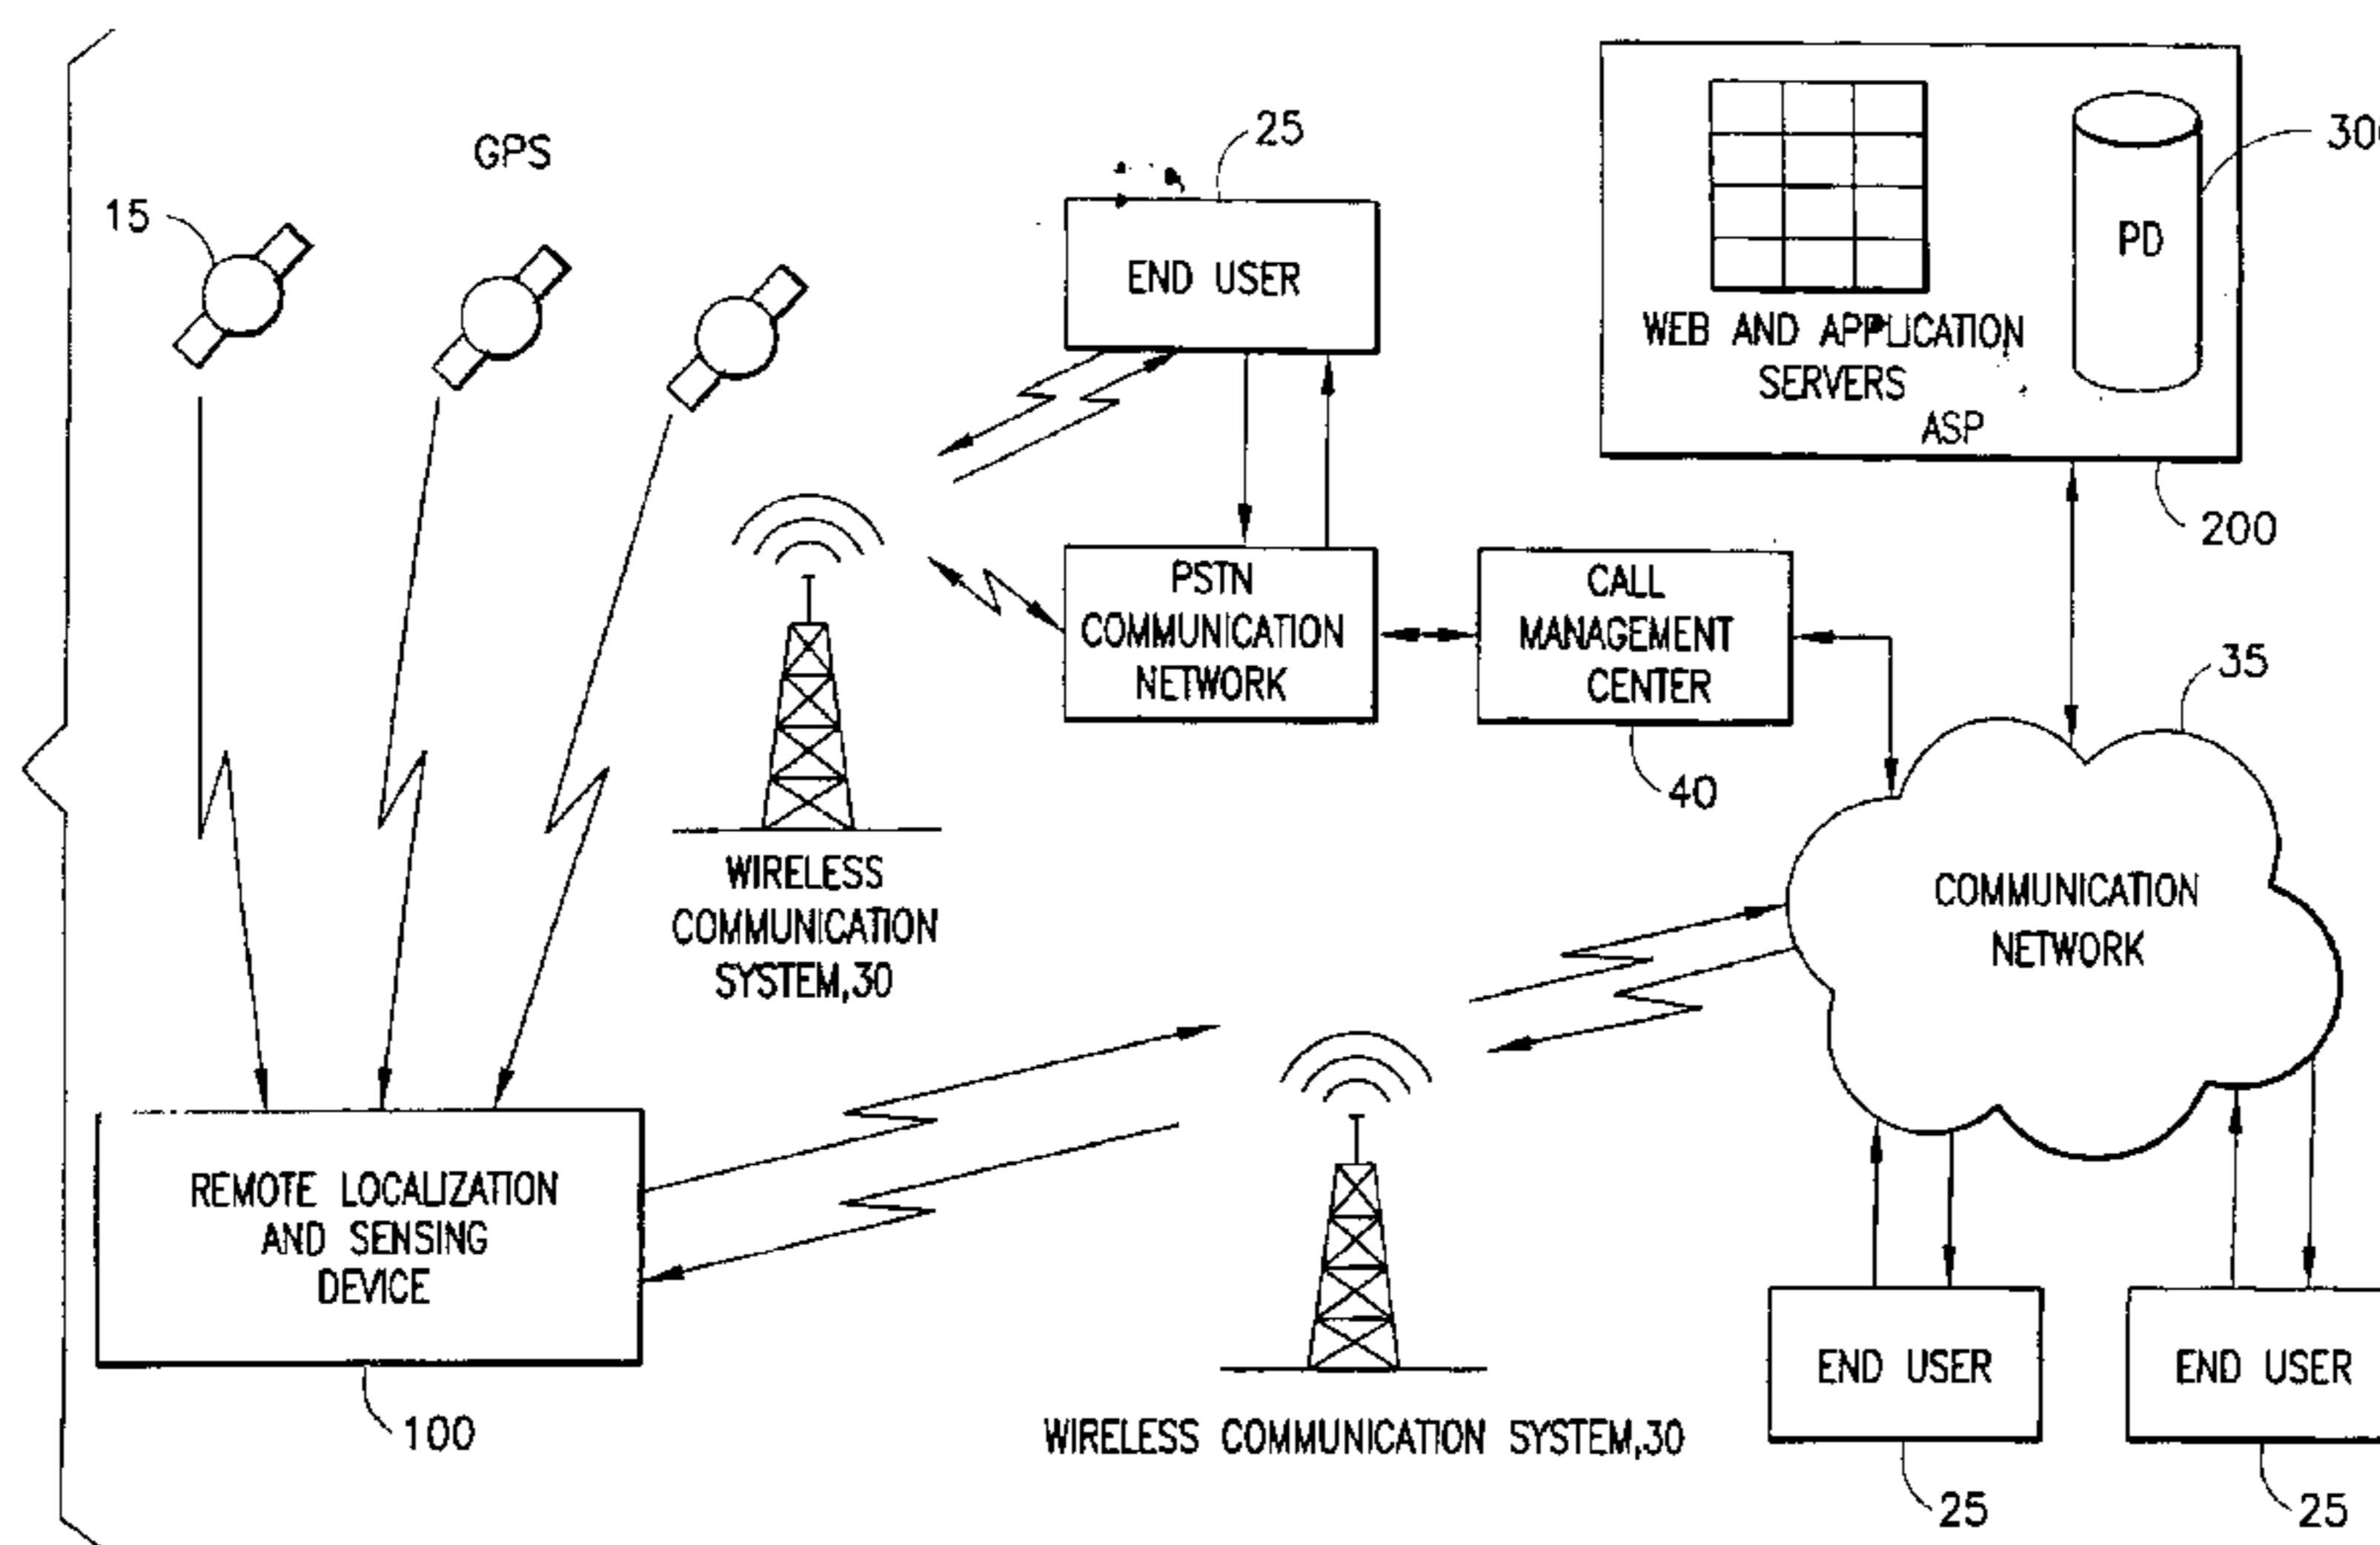 GPS
15
25
END USER
PD
WEB AND APPLICATION
SERVERS
ASP
200
PSTN
COMMUNICATION
NETWORK
CALL
MANAGEMENT
CENTER
40
35
COMMUNICATION
NETWORK
WIRELESS
COMMUNICATION
SYSTEM,30
REMOTE LOCALIZATION
AND SENSING
DEVICE
100
WIRELESS COMMUNICATION SYSTEM,30
END USER
25
END USER
25